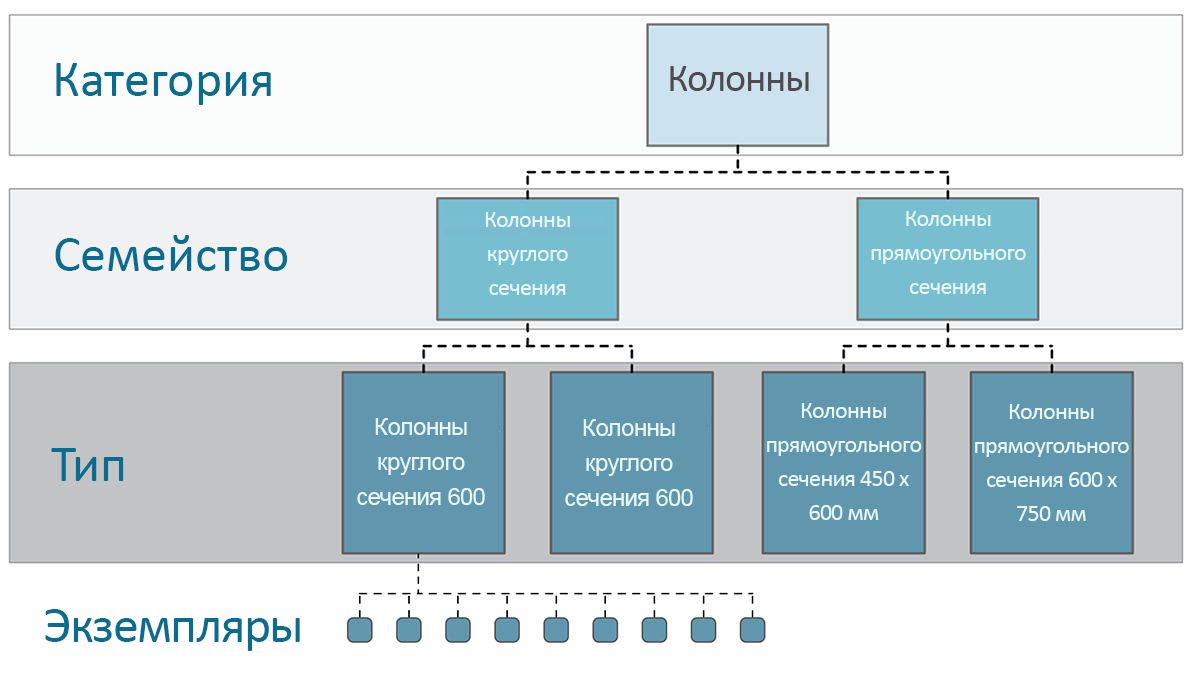 Категория
Колонны
Семейство
Колонны
круглого
сечения
Колонны
прямоугольного
сечения
Тип
Колонны
круглого
сечения 600
Колонны
круглого
сечения 600
Колонны
прямоугольного
сечения 450 x
600 мм
Колонны
прямоугольного
сечения 600 x
750 мм
Экземпляры